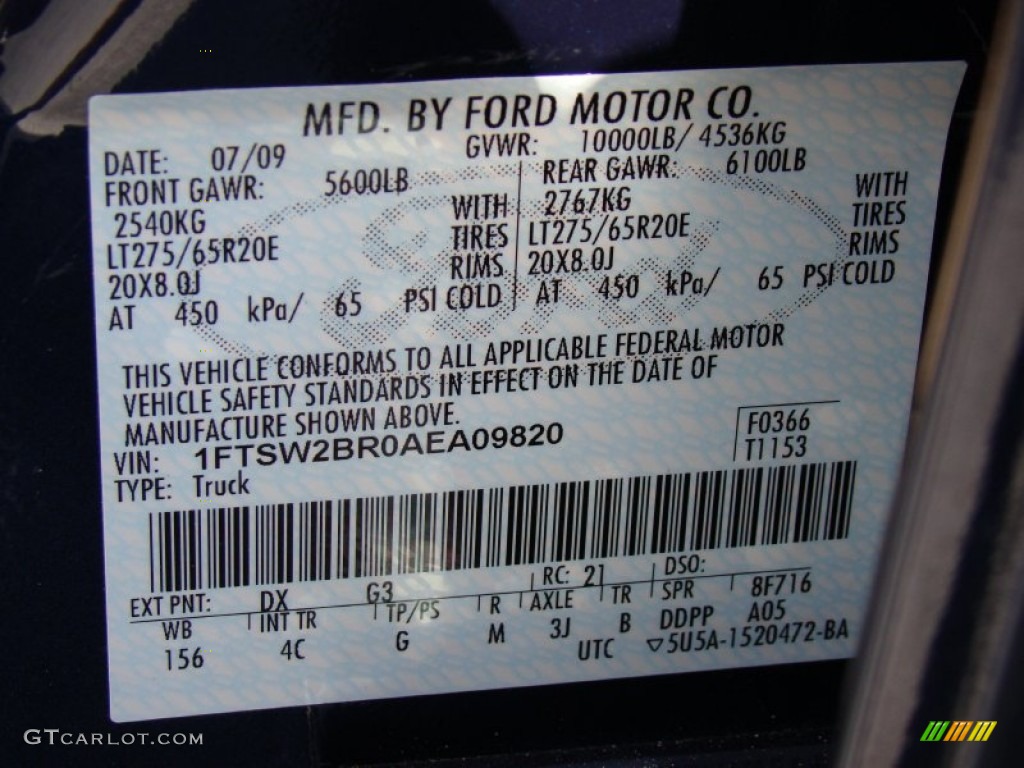 MFD. BY FORD MOTOR CO.
DATE: 07/09 GVWR: 10000LB/ 4536KG
FRONT GAWR: 5600LB REAR GAWR: 6100LB
2540KG WITH 2767KG WITH
LT275/65R20E TIRES LT275/65R20E TIRES
20X8.0J RIMS 20X8.0J RIMS
AT 450 kPa/ 65 PSI COLD AT 450 kPa/ 65 PSI COLD
THIS VEHICLE CONFORMS TO ALL APPLICABLE FEDERAL MOTOR
VEHICLE SAFETY STANDARDS IN EFFECT ON THE DATE OF
MANUFACTURE SHOWN ABOVE.
VIN: 1FTSW2BR0AEA09820 F0366
TYPE: Truck T1153
EXT PNT: DX G3 RC: 21 DSO:
WB INT TR TP/PS R AXLE TR SPR 8F716
156 4C G M 3J B DDPP A05
UTC ▽5U5A-1520472-BA
GTCARLOT.COM